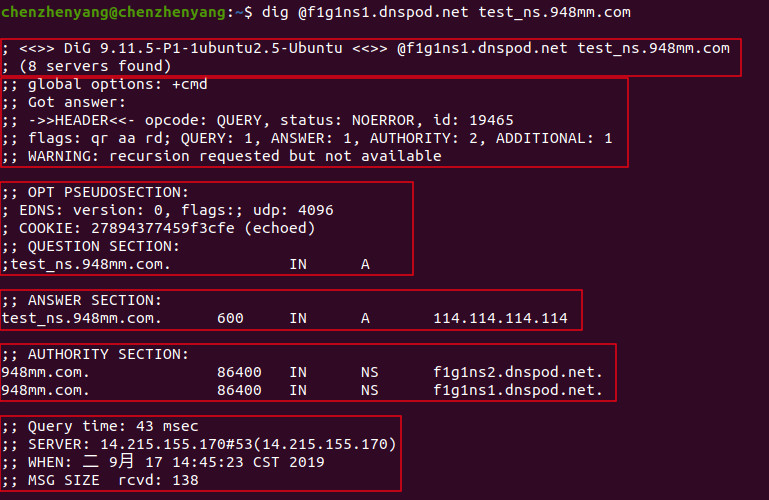 chenzhenyang@chenzhenyang:~$ dig @f1g1ns1.dnspod.net test_ns.948mm.com
; <<>> DiG 9.11.5-P1-1ubuntu2.5-Ubuntu <<>> @f1g1ns1.dnspod.net test_ns.948mm.com
; (8 servers found)
;; global options: +cmd
;; Got answer:
;; ->>HEADER<<- opcode: QUERY, status: NOERROR, id: 19465
;; flags: qr aa rd; QUERY: 1, ANSWER: 1, AUTHORITY: 2, ADDITIONAL: 1
;; WARNING: recursion requested but not available
;; OPT PSEUDOSECTION:
; EDNS: version: 0, flags:; udp: 4096
; COOKIE: 27894377459f3cfe (echoed)
;; QUESTION SECTION:
;test_ns.948mm.com. IN A
;; ANSWER SECTION:
test_ns.948mm.com. 600 IN A 114.114.114.114
;; AUTHORITY SECTION:
948mm.com. 86400 IN NS f1g1ns2.dnspod.net.
948mm.com. 86400 IN NS f1g1ns1.dnspod.net.
;; Query time: 43 msec
;; SERVER: 14.215.155.170#53(14.215.155.170)
;; WHEN: 二 9月 17 14:45:23 CST 2019
;; MSG SIZE rcvd: 138